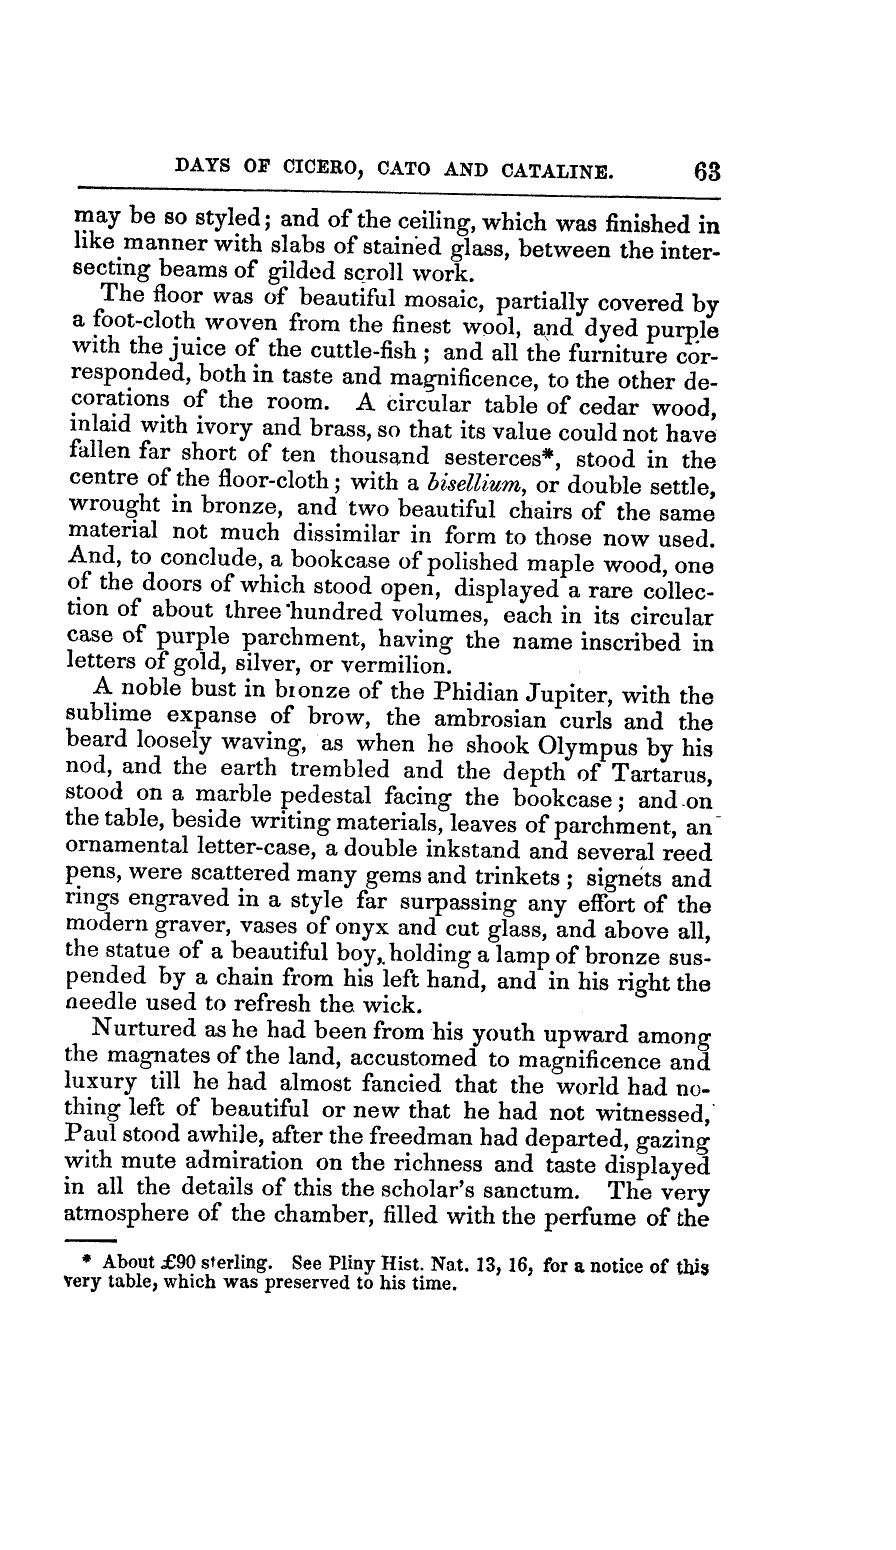 DAYS OF CICERO, CATO AND CATALINE. 63
may be so styled; and of the ceiling, which was finished in
like manner with slabs of stained glass, between the inter-
secting beams of gilded scroll work.
The floor was of beautiful mosaic, partially covered by
a foot-cloth woven from the finest wool, and dyed purple
with the juice of the cuttle-fish; and all the furniture cor-
responded, both in taste and magnificence, to the other de-
corations of the room. A circular table of cedar wood,
inlaid with ivory and brass, so that its value could not have
fallen far short of ten thousand sesterces*, stood in the
centre of the floor-cloth; with a bisellium, or double settle,
wrought in bronze, and two beautiful chairs of the same
material not much dissimilar in form to those now used.
And, to conclude, a bookcase of polished maple wood, one
of the doors of which stood open, displayed a rare collec-
tion of about three hundred volumes, each in its circular
case of purple parchment, having the name inscribed in
letters of gold, silver, or vermilion.
A noble bust in bronze of the Phidian Jupiter, with the
sublime expanse of brow, the ambrosian curls and the
beard loosely waving, as when he shook Olympus by his
nod, and the earth trembled and the depth of Tartarus,
stood on a marble pedestal facing the bookcase; and on
the table, beside writing materials, leaves of parchment, an
ornamental letter-case, a double inkstand and several reed
pens, were scattered many gems and trinkets; signets and
rings engraved in a style far surpassing any effort of the
modern graver, vases of onyx and cut glass, and above all,
the statue of a beautiful boy, holding a lamp of bronze sus-
pended by a chain from his left hand, and in his right the
needle used to refresh the wick.
Nurtured as he had been from his youth upward among
the magnates of the land, accustomed to magnificence and
luxury till he had almost fancied that the world had no-
thing left of beautiful or new that he had not witnessed,
Paul stood awhile, after the freedman had departed, gazing
with mute admiration on the richness and taste displayed
in all the details of this the scholar's sanctum. The very
atmosphere of the chamber, filled with the perfume of the
* About £90 sterling. See Pliny Hist. Nat. 13, 16, for a notice of this
very table, which was preserved to his time.